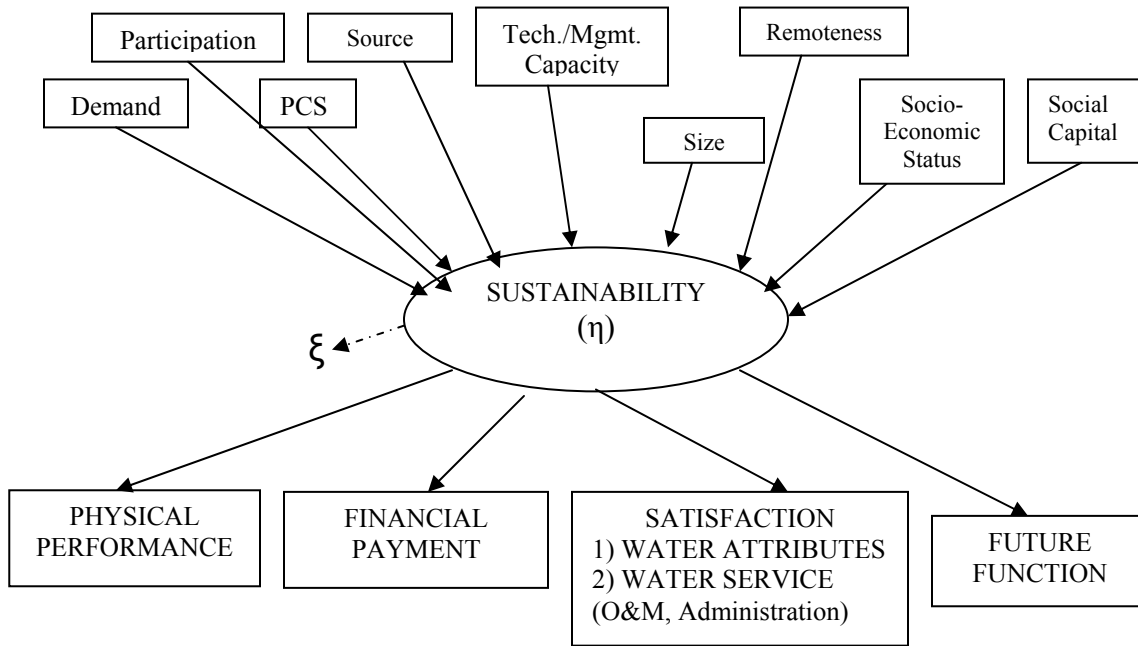 Participation
Source
Tech./Mgmt.
Capacity
Remoteness
Demand
PCS
Size
Socio-
Economic
Status
Social
Capital
SUSTAINABILITY
(η)
ξ
PHYSICAL
PERFORMANCE
FINANCIAL
PAYMENT
SATISFACTION
1) WATER ATTRIBUTES
2) WATER SERVICE
(O&M, Administration)
FUTURE
FUNCTION